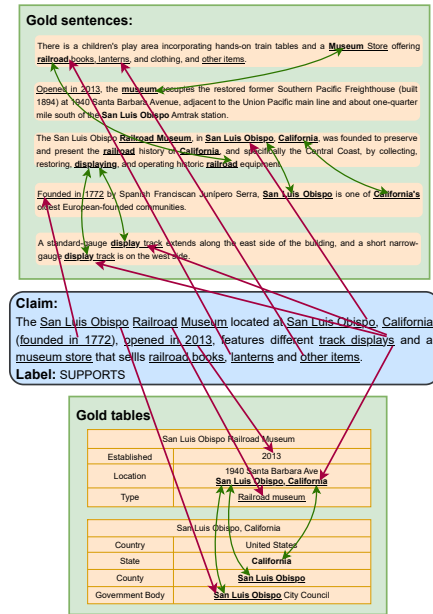 Gold sentences:
There is a children's play area incorporating hands-on train tables and a Museum Store offering
railroad books, lanterns, and clothing, and other items.
Opened in 2013, the museum occupies the restored former Southern Pacific Freighthouse (built
1894) at 1940 Santa Barbara Avenue, adjacent to the Union Pacific main line and about one-quarter
mile south of the San Luis Obispo Amtrak station.
The San Luis Obispo Railroad Museum, in San Luis Obispo, California, was founded to preserve
and present the railroad history of California, and specifically the Central Coast, by collecting,
restoring, displaying, and operating historic railroad equipment.
Founded in 1772 by Spanish Franciscan Junípero Serra, San Luis Obispo is one of California's
oldest European-founded communities.
A standard-gauge display track extends along the east side of the building, and a short narrow-
gauge display track is on the west side.
Claim:
The San Luis Obispo Railroad Museum located at San Luis Obispo, California
(founded in 1772), opened in 2013, features different track displays and a
museum store that sells railroad books, lanterns and other items.
Label: SUPPORTS
Gold tables
San Luis Obispo Railroad Museum
Established 2013
Location 1940 Santa Barbara Ave
San Luis Obispo, California
Type Railroad museum
San Luis Obispo, California
Country United States
State California
County San Luis Obispo
Government Body San Luis Obispo City Council